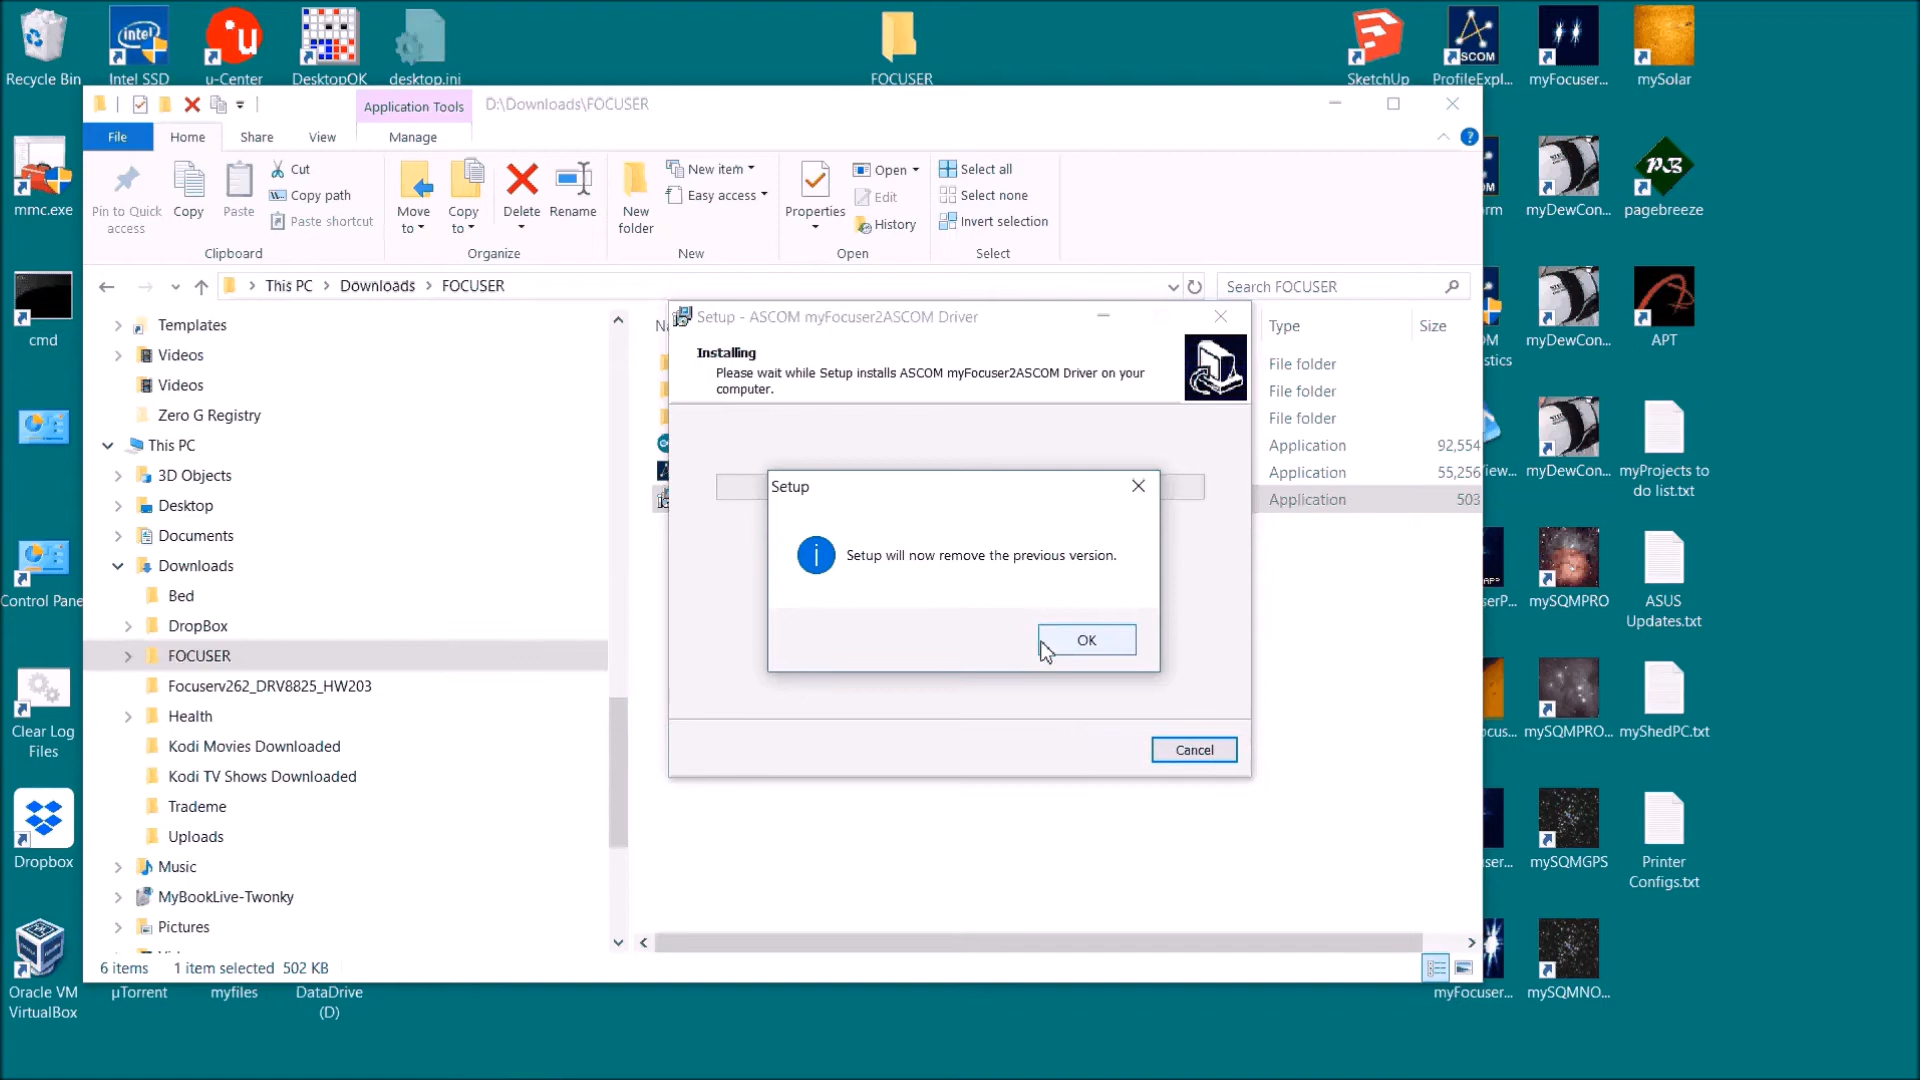 Recycle Bin
Intel SSD
u-Center
DesktopOK
desktop.ini
FOCUSER
SketchUp
ProfileExpl...
myFocuser...
mySolar
Application Tools
D:\Downloads\FOCUSER
File
Home
Share
View
Manage
Pin to Quick
access
Copy
Paste
Cut
Copy path
Paste shortcut
Clipboard
Move
to
Copy
to
Delete
Rename
Organize
New
folder
New item
Easy access
New
Properties
Open
Edit
History
Open
Select all
Select none
Invert selection
Select
This PC
Downloads
FOCUSER
Search FOCUSER
Templates
Videos
Videos
Zero G Registry
This PC
3D Objects
Desktop
Documents
Downloads
Bed
DropBox
FOCUSER
Focuserv262_DRV8825_HW203
Health
Kodi Movies Downloaded
Kodi TV Shows Downloaded
Trademe
Uploads
Music
MyBookLive-Twonky
Pictures
6 items
1 item selected 502 KB
Type
Size
File folder
File folder
File folder
Application 92,554
Application 55,256
Application 503
Setup - ASCOM myFocuser2ASCOM Driver
Installing
Please wait while Setup installs ASCOM myFocuser2ASCOM Driver on your
computer.
Setup
Setup will now remove the previous version.
OK
Cancel
mmc.exe
cmd
Control Pane
Clear Log
Files
Dropbox
Oracle VM
VirtualBox
µTorrent
myfiles
DataDrive
(D)
myDewCon...
pagebreeze
myDewCon...
APT
myDewCon...
myProjects to
do list.txt
mySQMPRO
ASUS
Updates.txt
mySQMPRO...
myShedPC.txt
mySQMGPS
Printer
Configs.txt
myFocuser...
mySQMNO...